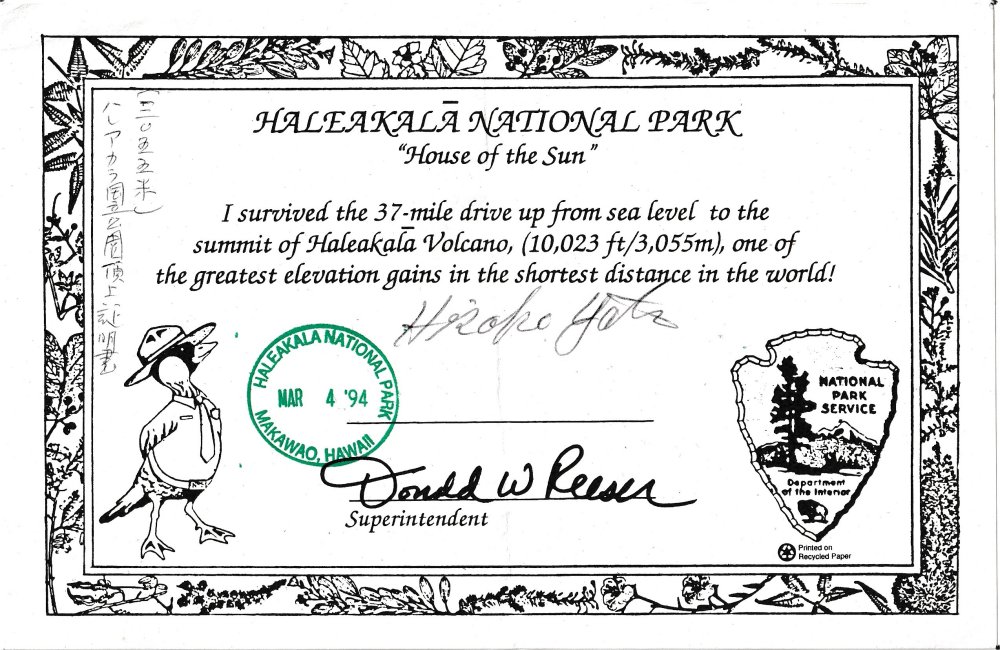 (三〇五五米)
ハレアカラ国立公園頂上証明書
HALEAKALĀ NATIONAL PARK
“House of the Sun”
I survived the 37-mile drive up from sea level to the
summit of Haleakalā Volcano, (10,023 ft/3,055m), one of
the greatest elevation gains in the shortest distance in the world!
Hiroko
HALEAKALA NATIONAL PARK
MAR 4 '94
MAKAWAO, HAWAII
Donald W Reeser
Superintendent
NATIONAL
PARK
SERVICE
Department
of the Interior
Printed on
Recycled Paper